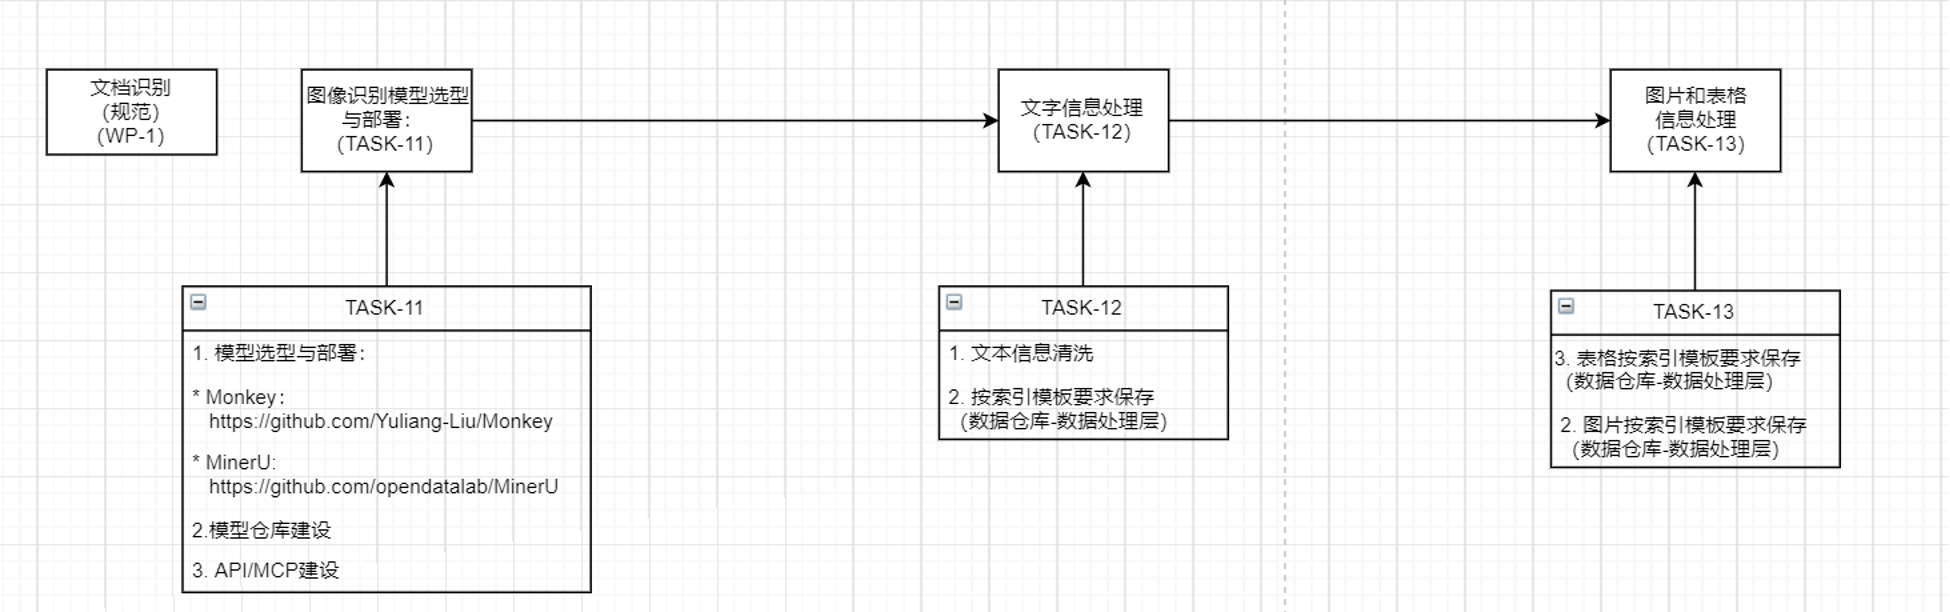 文档识别
(规范)
(WP-1)
图像识别模型选型
与部署：
(TASK-11)
文字信息处理
(TASK-12)
图片和表格
信息处理
(TASK-13)
TASK-11
1. 模型选型与部署：
* Monkey：
https://github.com/Yuliang-Liu/Monkey
* MinerU:
https://github.com/opendatalab/MinerU
2.模型仓库建设
3. API/MCP建设
TASK-12
1. 文本信息清洗
2. 按索引模板要求保存
(数据仓库-数据处理层)
TASK-13
3. 表格按索引模板要求保存
(数据仓库-数据处理层)
2. 图片按索引模板要求保存
(数据仓库-数据处理层)